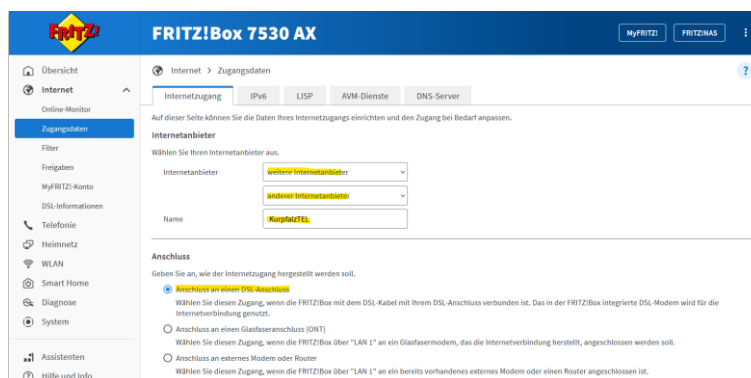 FRITZ!
FRITZ!Box 7530 AX
MyFRITZ!
FRITZ!NAS
Übersicht
Internet
Online-Monitor
Zugangsdaten
Filter
Freigaben
MyFRITZ!-Konto
DSL-Informationen
Telefonie
Heimnetz
WLAN
Smart Home
Diagnose
System
Assistenten
Hilfe und Info
Internet > Zugangsdaten
?
Internetzugang
IPv6
LISP
AVM-Dienste
DNS-Server
Auf dieser Seite können Sie die Daten Ihres Internetzugangs einrichten und den Zugang bei Bedarf anpassen.
Internetanbieter
Wählen Sie Ihren Internetanbieter aus.
Internetanbieter weitere Internetanbieter
anderer Internetanbieter
Name KurpfalzTEL
Anschluss
Geben Sie an, wie der Internetzugang hergestellt werden soll.
Anschluss an einen DSL-Anschluss
Wählen Sie diesen Zugang, wenn die FRITZ!Box mit dem DSL-Kabel mit Ihrem DSL-Anschluss verbunden ist. Das in der FRITZ!Box integrierte DSL-Modem wird für die
Internetverbindung genutzt.
Anschluss an einen Glasfaseranschluss (ONT)
Wählen Sie diesen Zugang, wenn die FRITZ!Box über "LAN 1" an ein Glasfasermodem, das die Internetverbindung herstellt, angeschlossen werden soll.
Anschluss an externes Modem oder Router
Wählen Sie diesen Zugang, wenn die FRITZ!Box über "LAN 1" an ein bereits vorhandenes externes Modem oder einen Router angeschlossen ist.